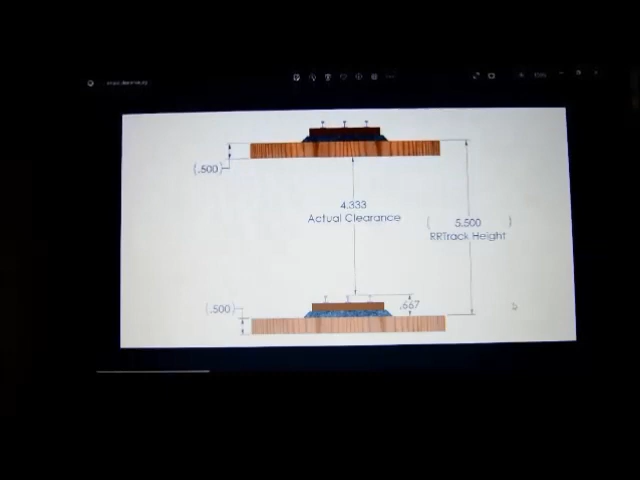 (.500)
4.333
Actual Clearance
( 5.500 )
RRTrack Height
(.500)
.667